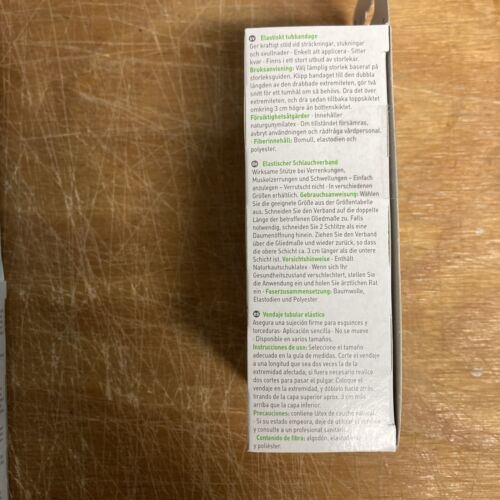 SV Elastiskt tubbandage
Ger kraftigt stöd vid sträckningar, stukningar
och svullnader · Enkelt att applicera · Sitter
kvar · Finns i ett stort utbud av storlekar.
Bruksanvisning: Välj lämplig storlek baserat på
storleksguiden. Klipp bandaget till den dubbla
längden av den drabbade extremiteten, gör två
snitt för ett tumhål om så behövs. Dra det över
extremiteten, och dra sedan tillbaka toppskiktet
omkring 3 cm högre än bottenskiktet.
Försiktighetsåtgärder · Innehåller
naturgummilatex · Om tillståndet försämras,
avbryt användningen och rådfråga vårdpersonal.
· Fiberinnehåll: Bomull, elastodien och
polyester.
DE Elastischer Schlauchverband
Wirksame Stütze bei Verrenkungen,
Muskelzerrungen und Schwellungen – Einfach
anzulegen – Verrutscht nicht · In verschiedenen
Größen erhältlich. Gebrauchsanweisung: Wählen
Sie die geeignete Größe aus der Größentabelle
aus. Schneiden Sie den Verband auf die doppelte
Länge der betroffenen Gliedmaße zu. Falls
notwendig, schneiden Sie 2 Schlitze als eine
Daumenöffnung hinein. Ziehen Sie den Verband
über die Gliedmaße und wieder zurück, so dass
die obere Schicht ca. 3 cm länger als die untere
Schicht ist. Vorsichtshinweise · Enthält
Naturkautschuklatex · Wenn sich Ihr
Gesundheitszustand verschlechtert, stellen Sie
die Anwendung ein und holen Sie ärztlichen Rat
ein · Faserzusammensetzung: Baumwolle,
Elastodien und Polyester
ES Vendaje tubular elástico
Asegura una sujeción firme para esguinces y
torceduras· Aplicación sencilla · No se mueve
· Disponible en varios tamaños.
Instrucciones de uso: Seleccione el tamaño
adecuado en la guía de medidas. Corte el vendaje
a una longitud que sea dos veces la de la
extremidad afectada; si fuera necesario realice
dos cortes para pasar el pulgar. Coloque el
vendaje en la extremidad, y dóblelo hacia atrás
tirando de la capa superior aprox. 3 cm más
arriba que la capa inferior.
Precauciones: contiene látex de caucho natural.
· Si su estado empeora, deje de utilizar el vendaje
y consulte a un profesional sanitario.
· Contenido de fibra: algodón,
y poliéster.